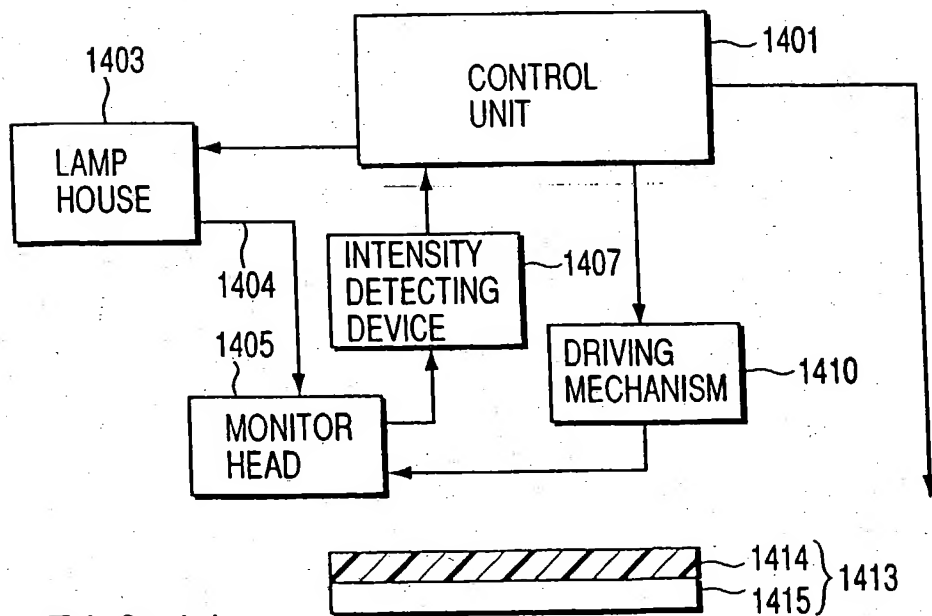 1401
CONTROL
UNIT
1403
LAMP
HOUSE
1404
INTENSITY
DETECTING
DEVICE
1407
1405
MONITOR
HEAD
DRIVING
MECHANISM
1410
1414
1415
1413